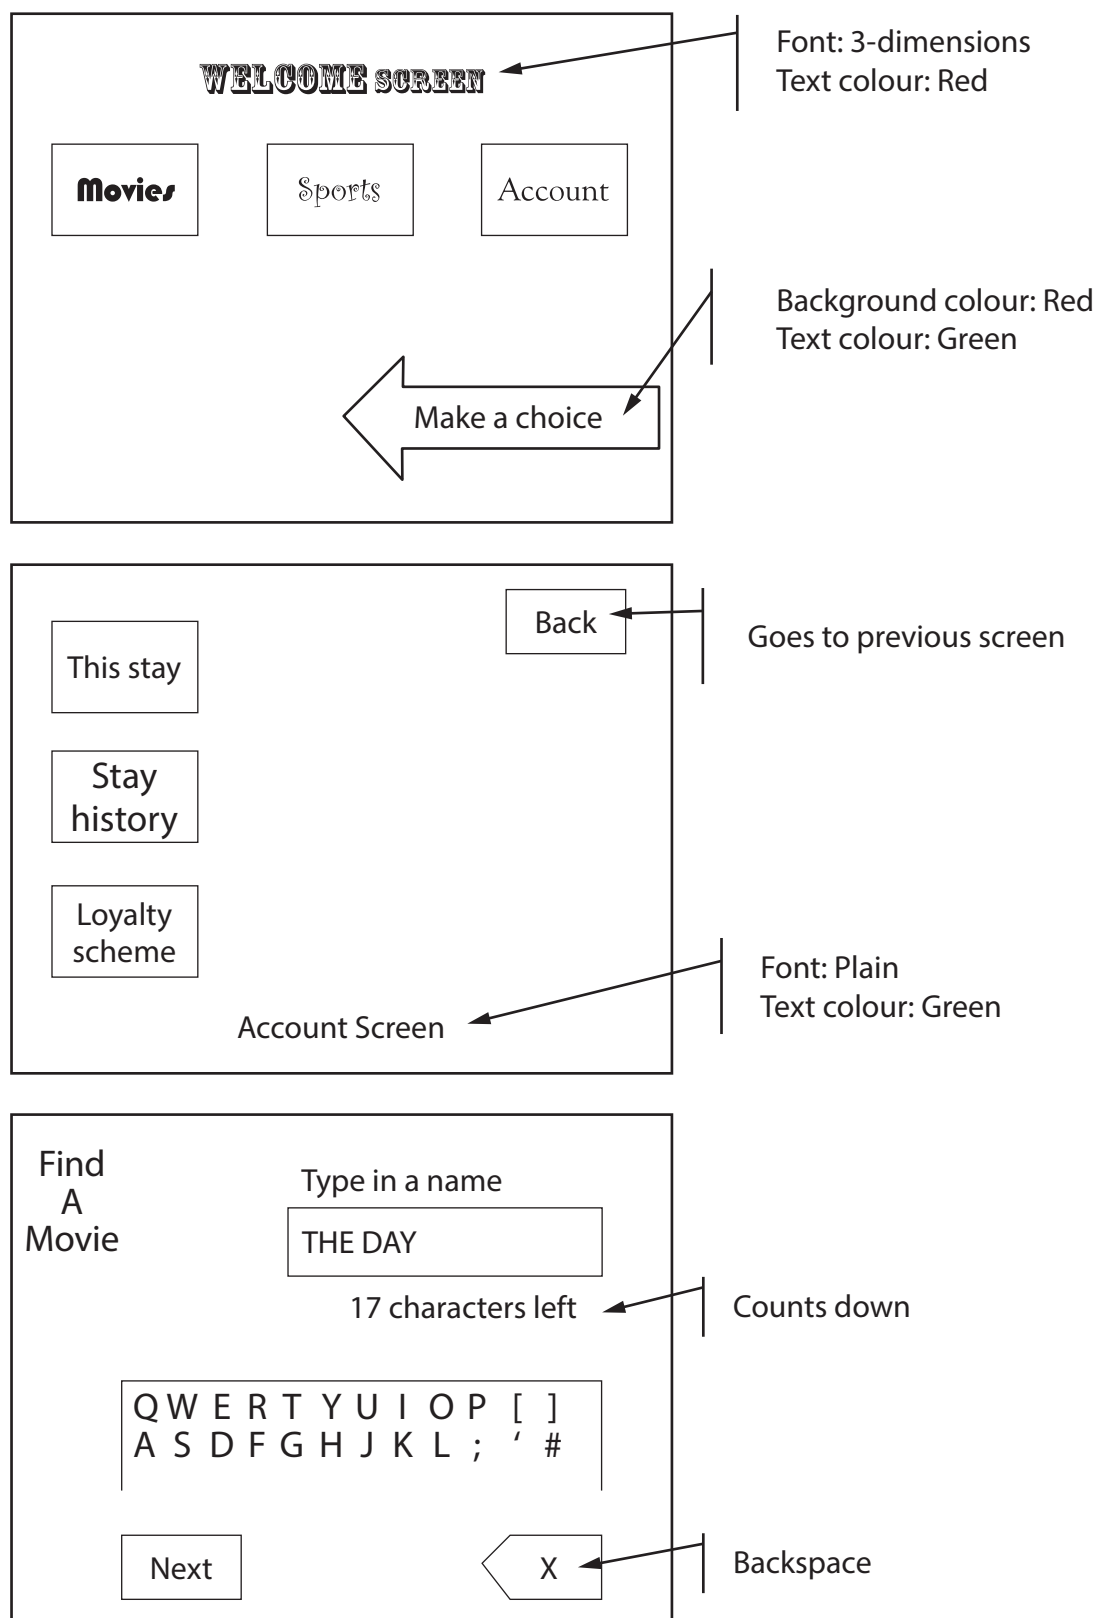 WELCOME SCREEN
Font: 3-dimensions
Text colour: Red
Movies
Sports
Account
Background colour: Red
Text colour: Green
Make a choice
Back
Goes to previous screen
This stay
Stay
history
Loyalty
scheme
Font: Plain
Text colour: Green
Account Screen
Find
A
Movie
Type in a name
THE DAY
17 characters left
Counts down
Q W E R T Y U I O P [ ]
A S D F G H J K L ; ‘ #
Next
X
Backspace